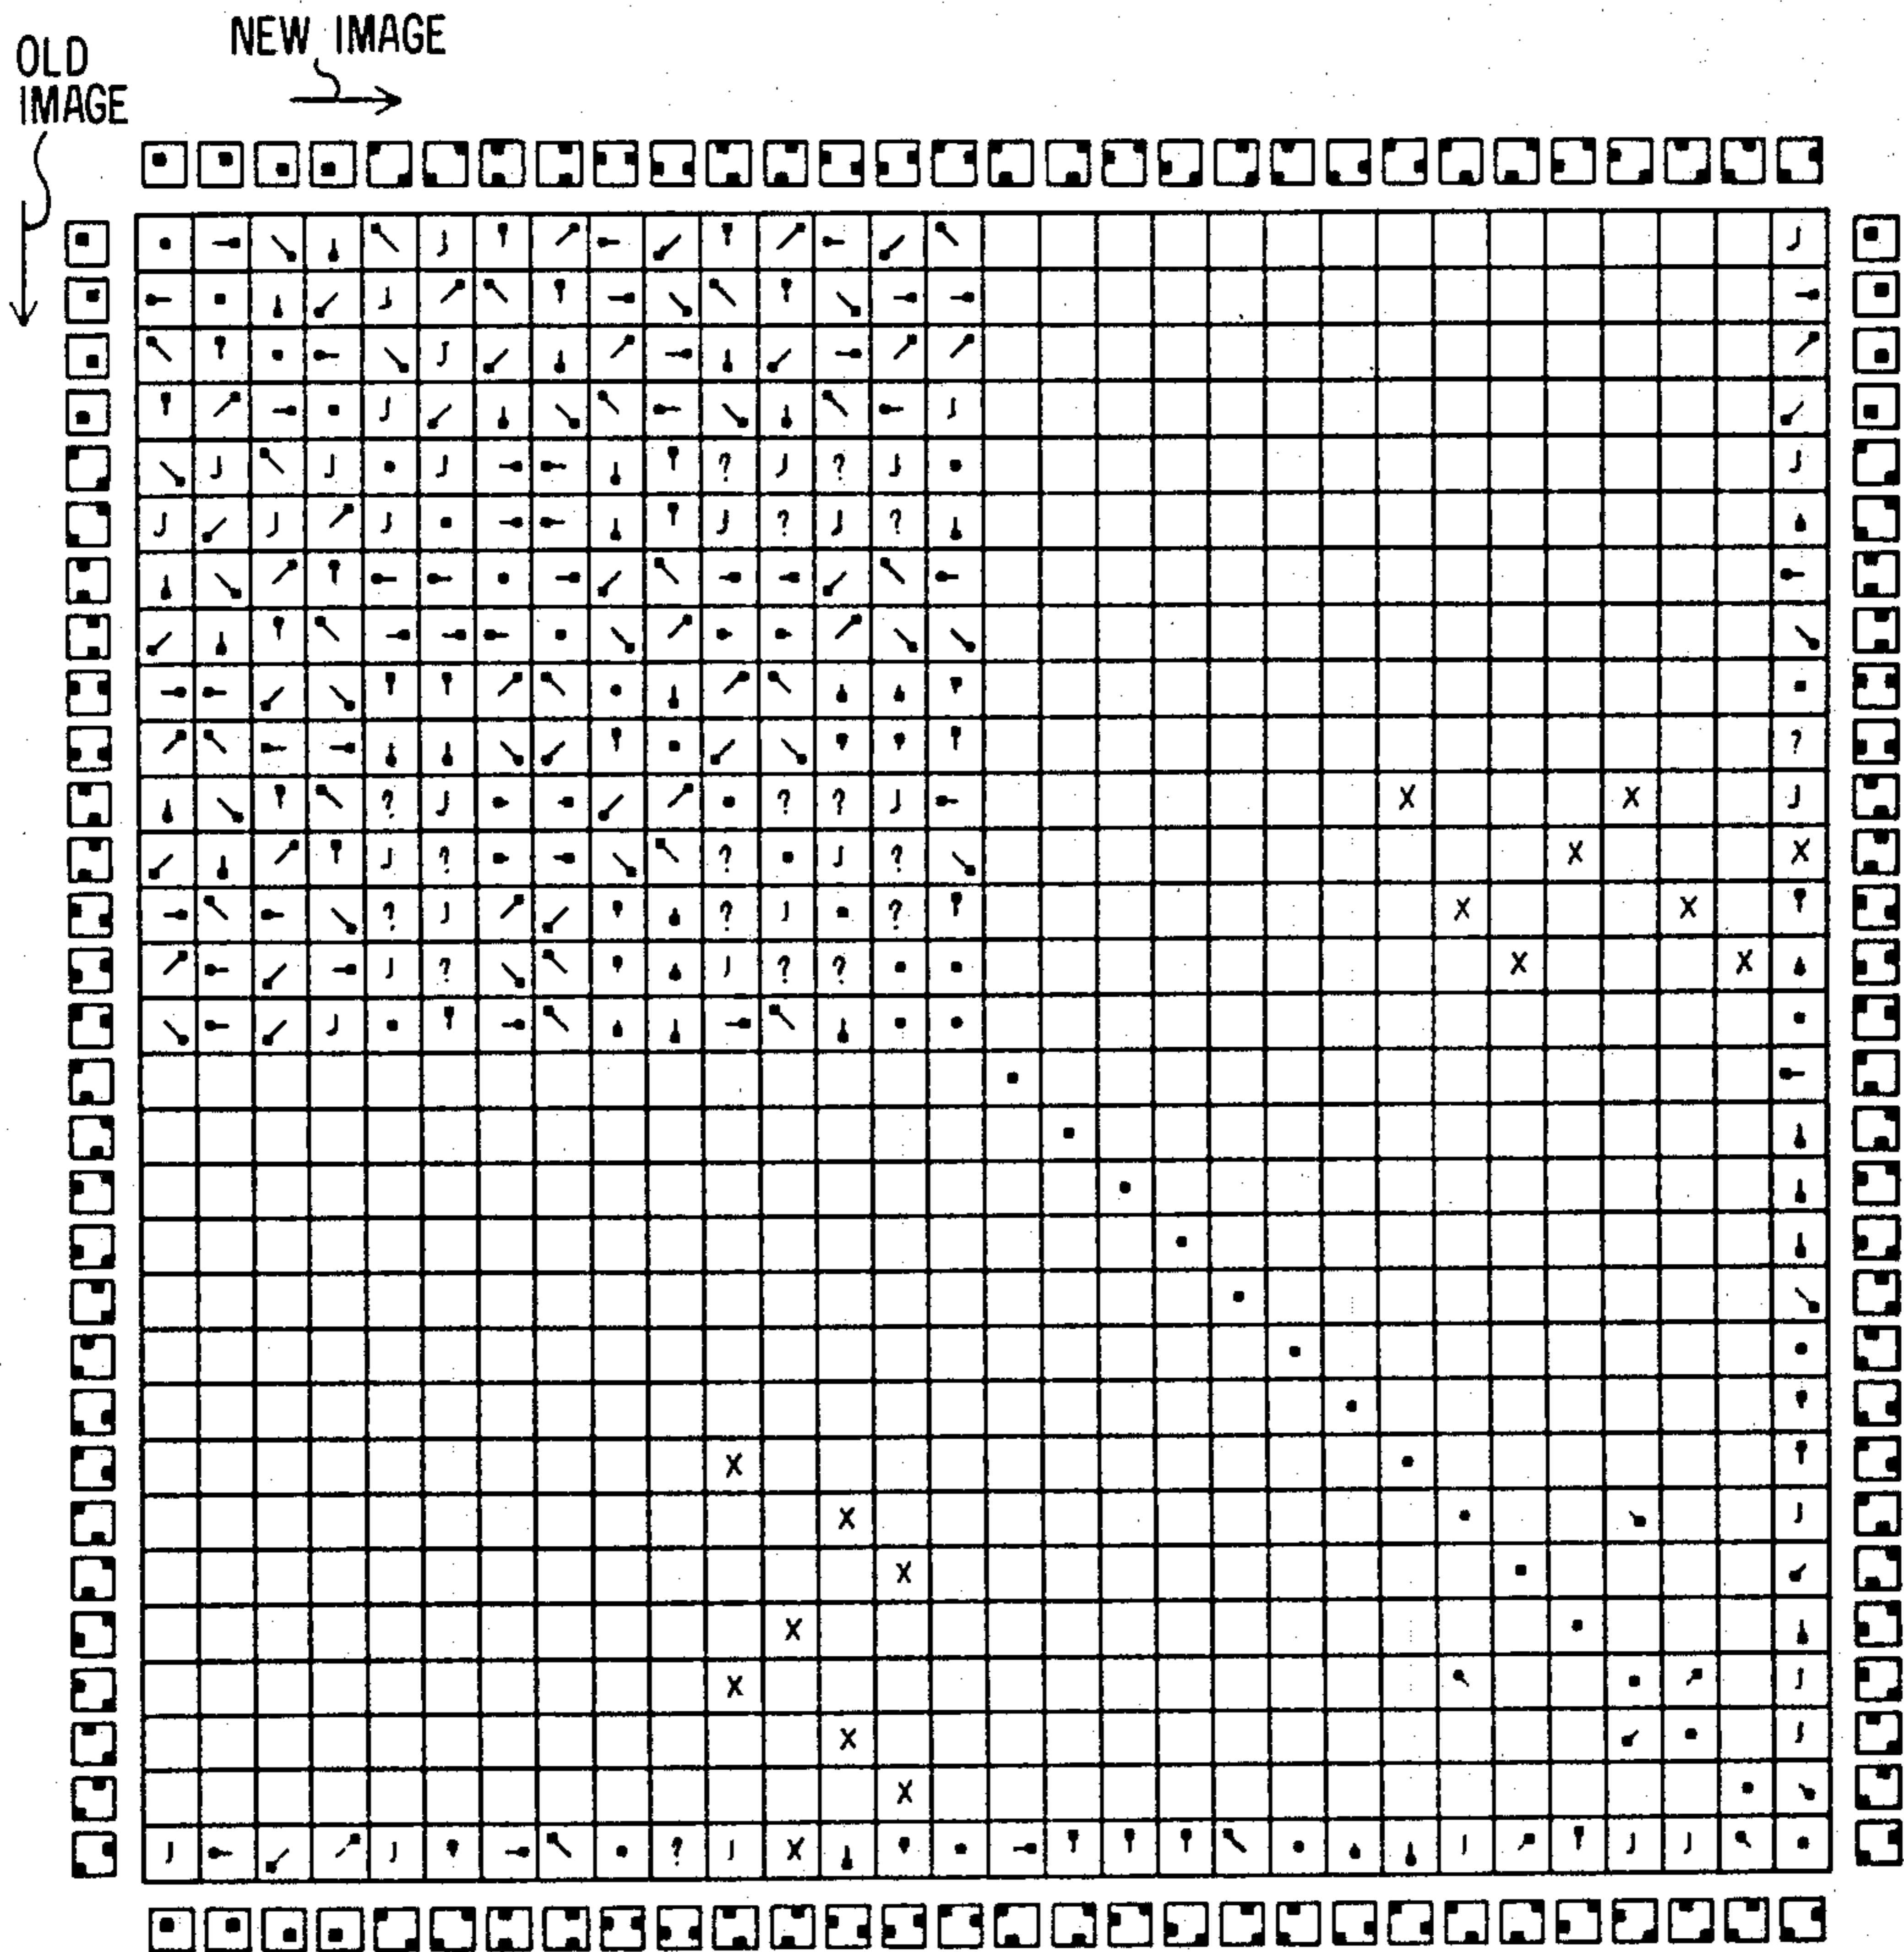 NEW IMAGE
OLD
IMAGE
J J
J
J
J J
J J J ? J ? J J
J J J J ? J ?
?
? J ? ? J X X J
J ? ? J ? X X
? J ? J ? X X
J ? J ? ? X X
J
X
X J
X
X
X J
X J
X
J J ? J X J J J